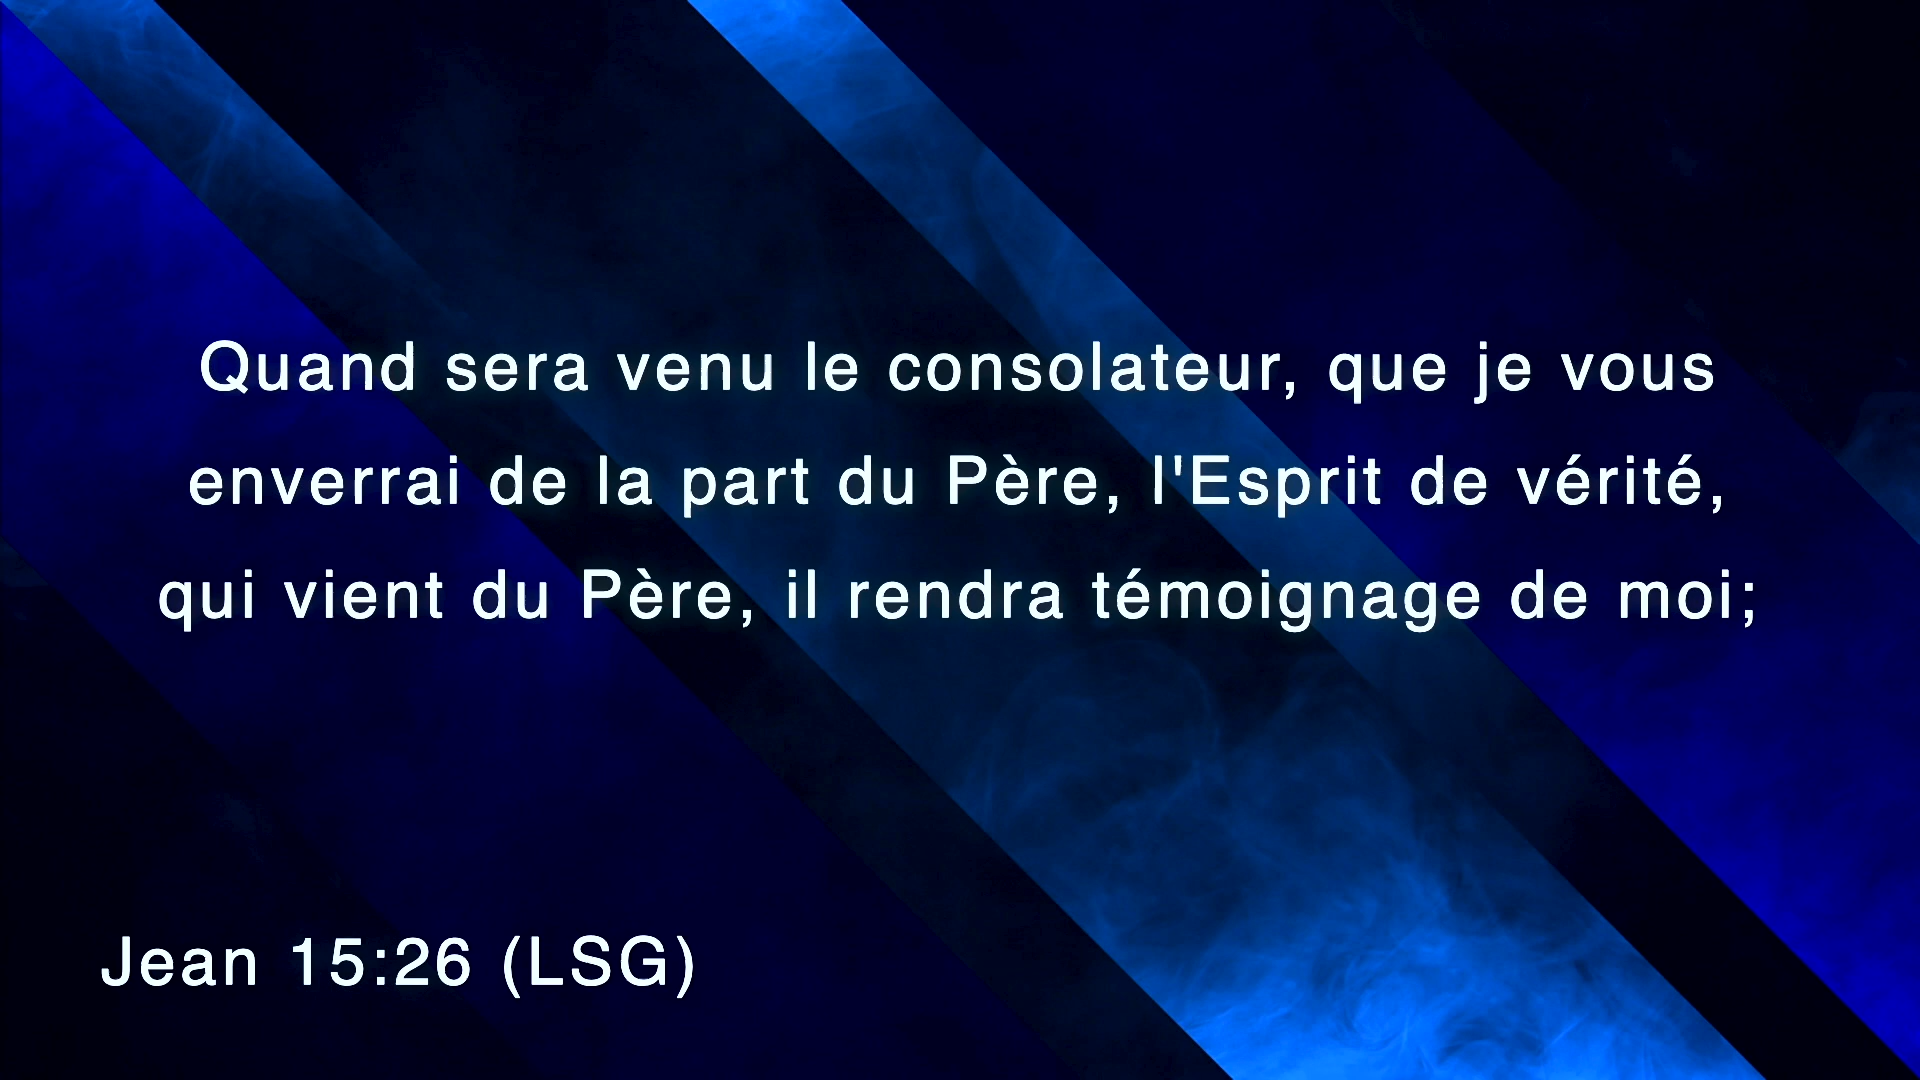 Quand sera venu le consolateur, que je vous
enverrai de la part du Père, l'Esprit de vérité,
qui vient du Père, il rendra témoignage de moi;
Jean 15:26 (LSG)